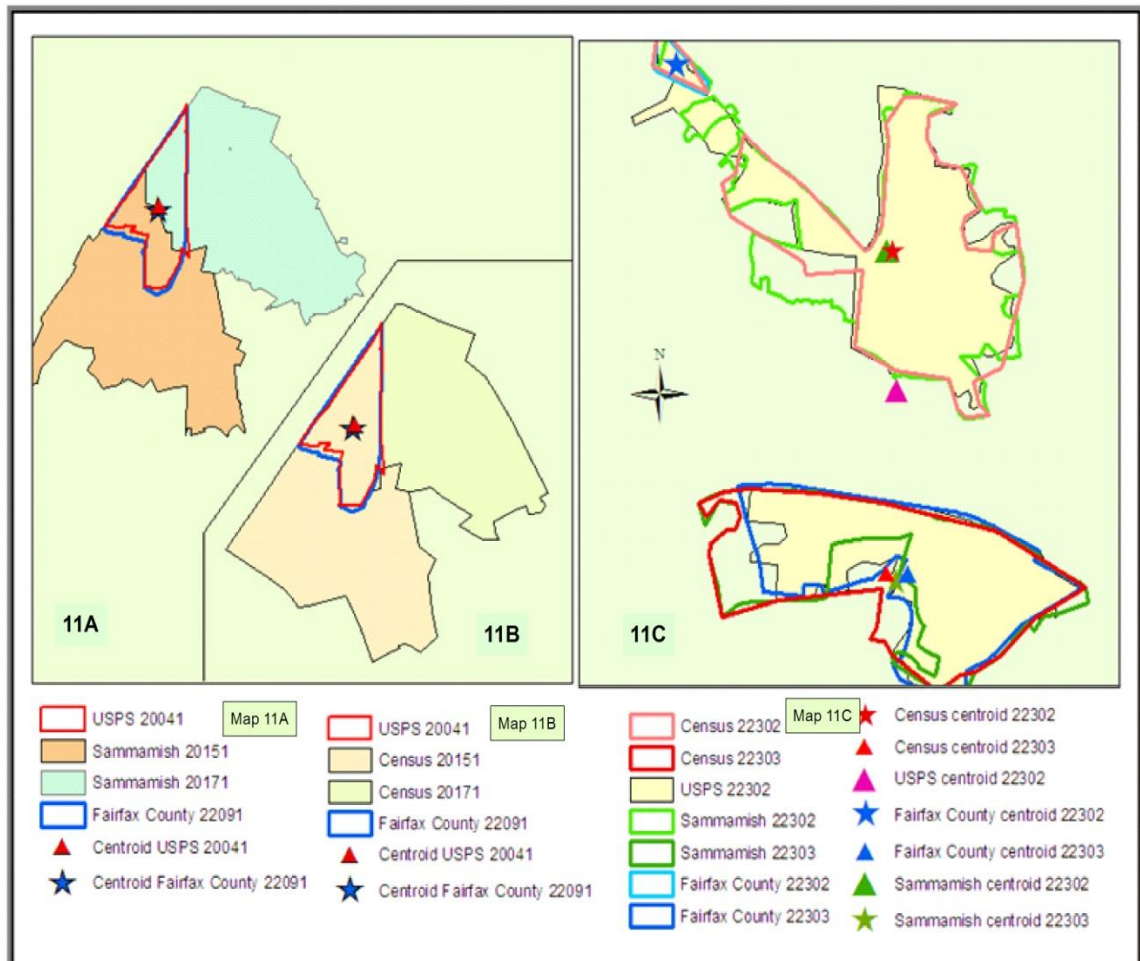 N
11A
11B
11C
Map 11A
USPS 20041
Sammamish 20151
Sammamish 20171
Fairfax County 22091
Centroid USPS 20041
Centroid Fairfax County 22091
Map 11B
USPS 20041
Census 20151
Census 20171
Fairfax County 22091
Centroid USPS 20041
Centroid Fairfax County 22091
Map 11C
Census 22302
Census 22303
USPS 22302
Sammamish 22302
Sammamish 22303
Fairfax County 22302
Fairfax County 22303
Census centroid 22302
Census centroid 22303
USPS centroid 22302
Fairfax County centroid 22302
Fairfax County centroid 22303
Sammamish centroid 22302
Sammamish centroid 22303